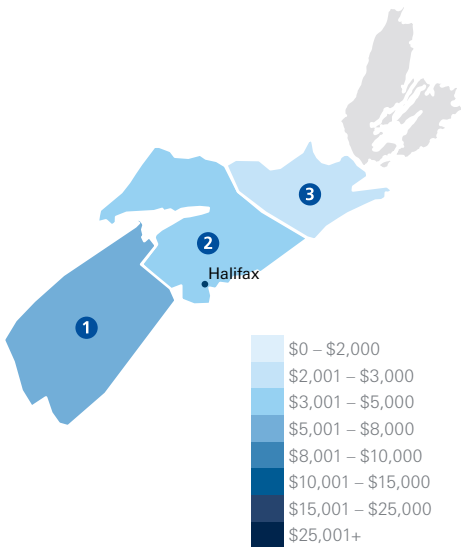 3
2
Halifax
1
$0 – $2,000
$2,001 – $3,000
$3,001 – $5,000
$5,001 – $8,000
$8,001 – $10,000
$10,001 – $15,000
$15,001 – $25,000
$25,001+